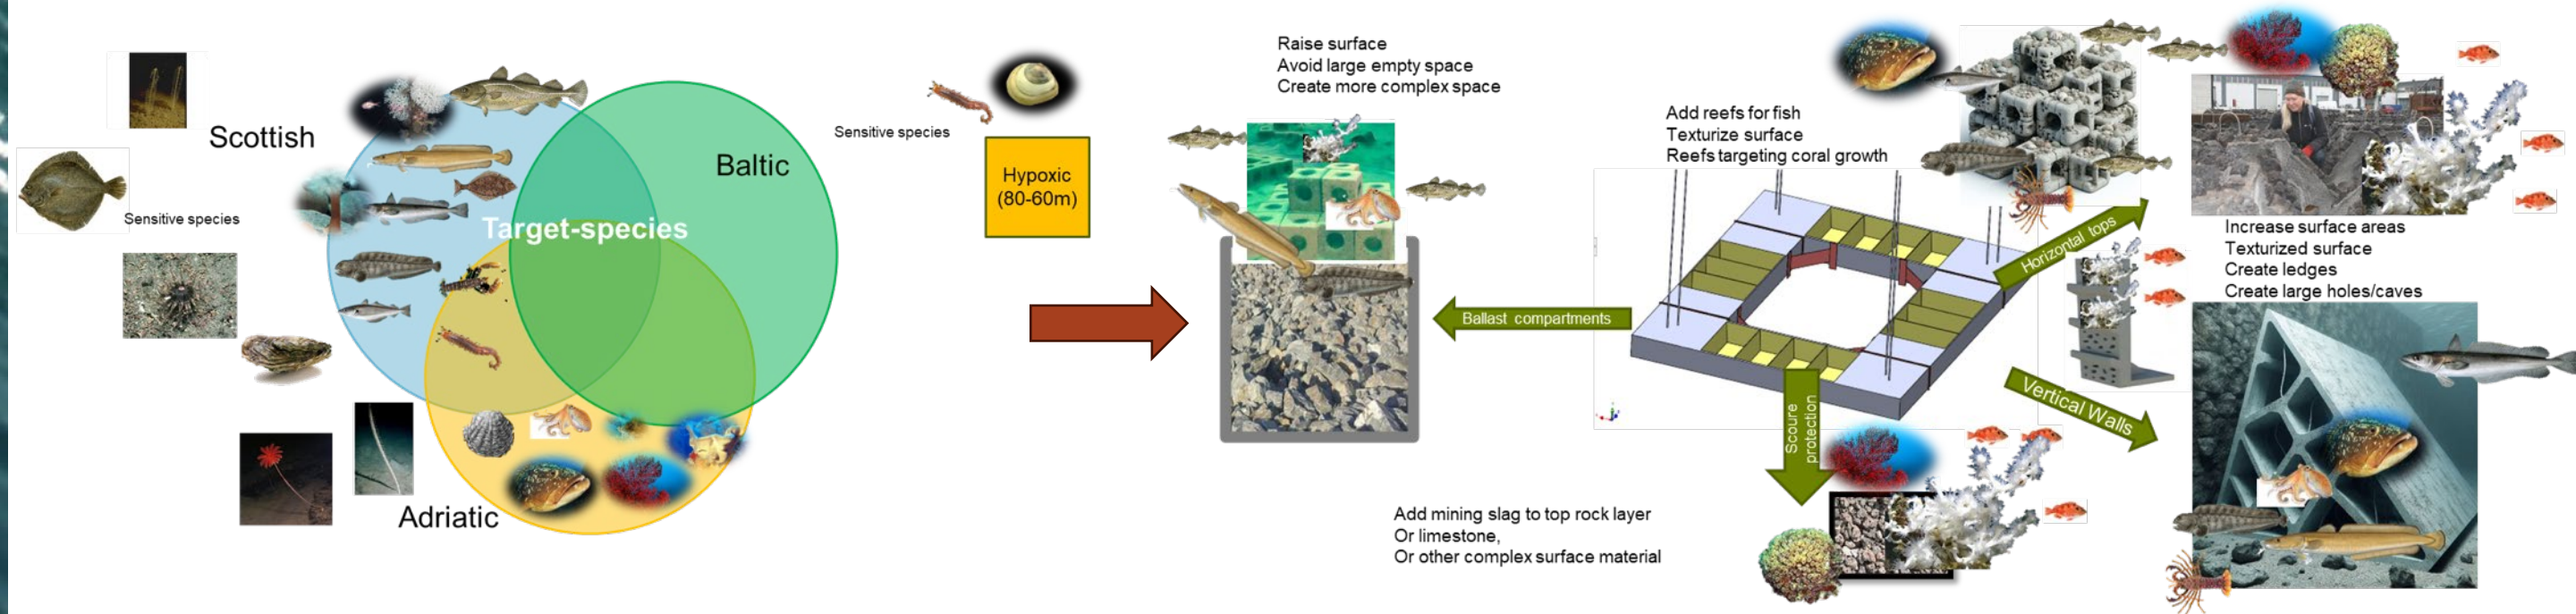 Scottish
Sensitive species
Baltic
Target-species
Adriatic
Sensitive species
Hypoxic
(80-60m)
Raise surface
Avoid large empty space
Create more complex space
Ballast compartments
Add reefs for fish
Texturize surface
Reefs targeting coral growth
Horizontal tops
Increase surface areas
Texturized surface
Create ledges
Create large holes/caves
Vertical Walls
Scoure
protection
Add mining slag to top rock layer
Or limestone,
Or other complex surface material